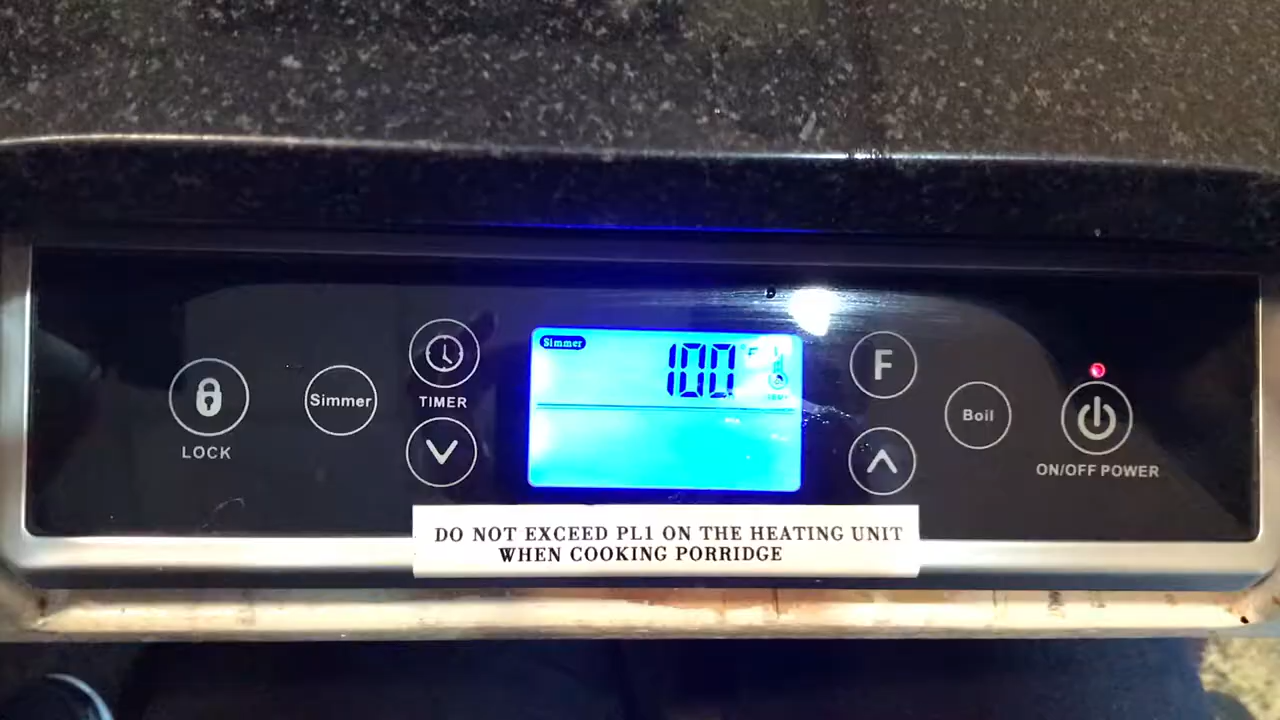 Simmer
100
°F
LOCK
Simmer
TIMER
F
Boil
ON/OFF POWER
DO NOT EXCEED PL1 ON THE HEATING UNIT
WHEN COOKING PORRIDGE